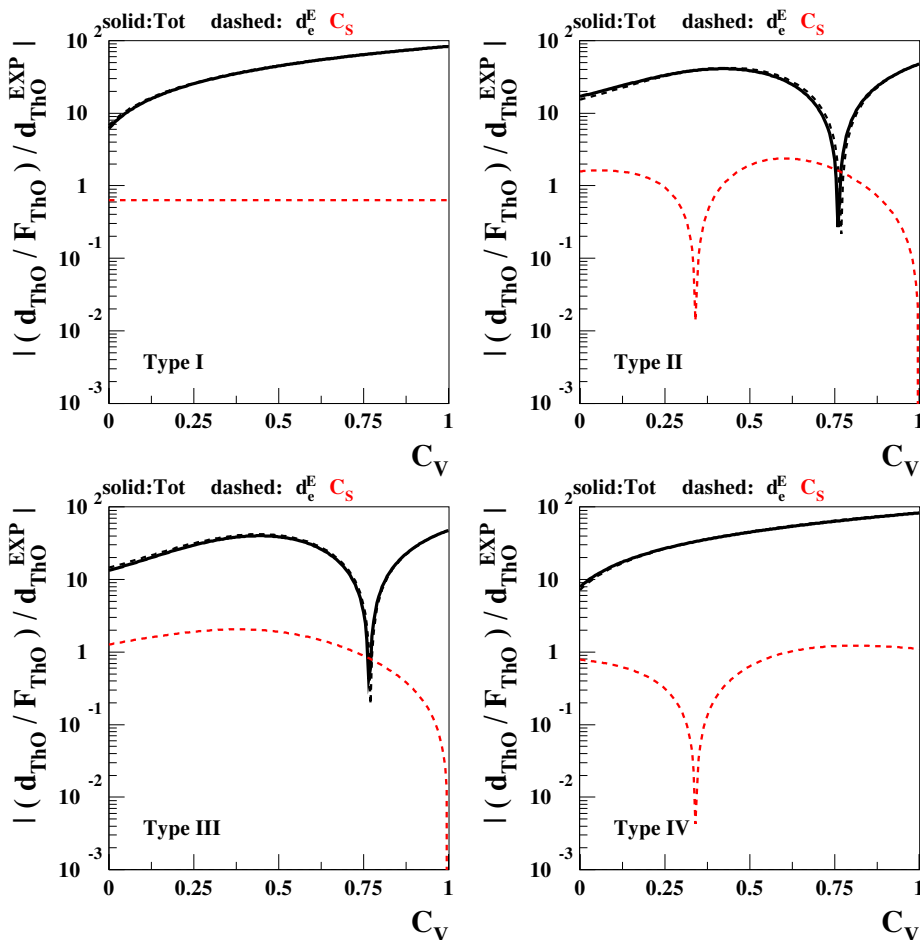 solid:Tot dashed: d_e^E C_S
| ( d_ThO / F_ThO ) / d_ThO^EXP |
10^2
10
1
10^-1
10^-2
10^-3
Type I
0 0.25 0.5 0.75 1
C_V
solid:Tot dashed: d_e^E C_S
| ( d_ThO / F_ThO ) / d_ThO^EXP |
10^2
10
1
10^-1
10^-2
10^-3
Type II
0 0.25 0.5 0.75 1
C_V
solid:Tot dashed: d_e^E C_S
| ( d_ThO / F_ThO ) / d_ThO^EXP |
10^2
10
1
10^-1
10^-2
10^-3
Type III
0 0.25 0.5 0.75 1
C_V
solid:Tot dashed: d_e^E C_S
| ( d_ThO / F_ThO ) / d_ThO^EXP |
10^2
10
1
10^-1
10^-2
10^-3
Type IV
0 0.25 0.5 0.75 1
C_V